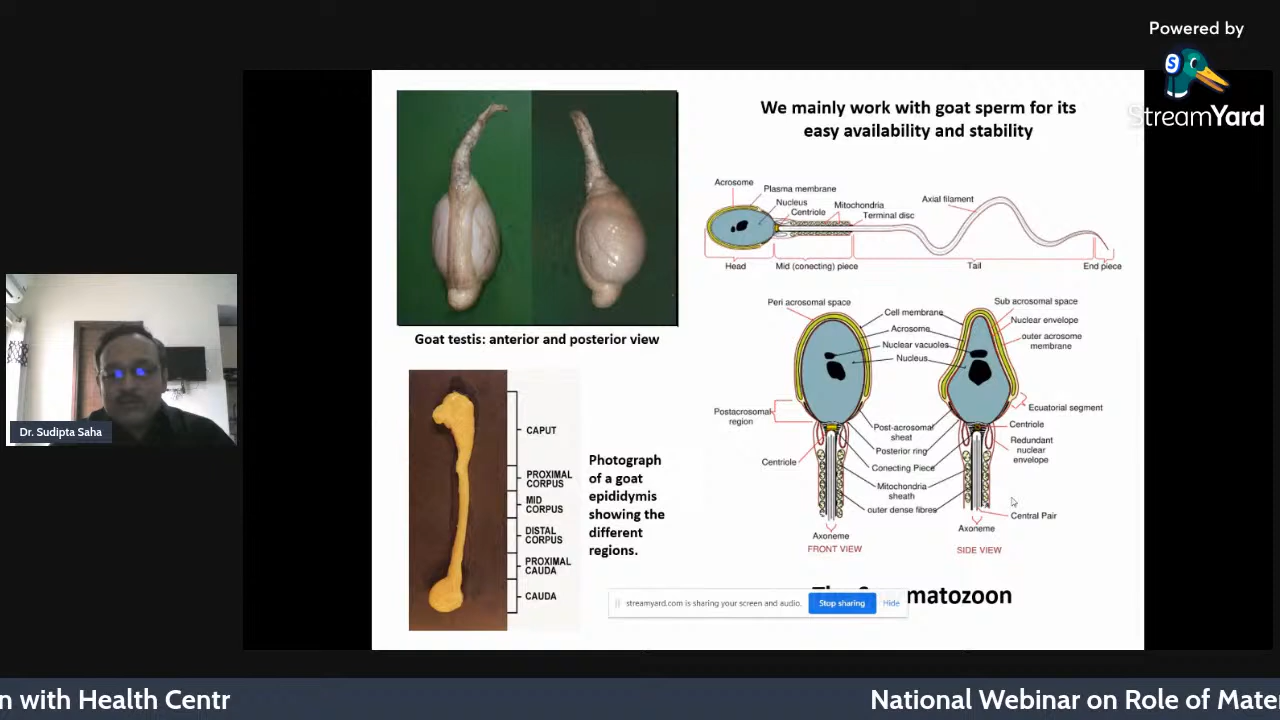 Powered by
StreamYard
We mainly work with goat sperm for its
easy availability and stability
Acrosome
Plasma membrane
Nucleus
Centriole
Mitochondria
Terminal disc
Axial filament
Head
Mid (conecting) piece
Tail
End piece
Goat testis: anterior and posterior view
Peri acrosomal space
Cell membrane
Acrosome
Nuclear vacuoles
Nucleus
Sub acrosomal space
Nuclear envelope
outer acrosome
membrane
Postacrosomal
region
Ecuatorial segment
Post-acrosomal
sheat
Centriole
Posterior ring
Redundant
nuclear
envelope
Centriole
Conecting Piece
Mitochondria
sheath
outer dense fibres
Central Pair
Axoneme
Axoneme
FRONT VIEW
SIDE VIEW
CAPUT
PROXIMAL
CORPUS
MID
CORPUS
DISTAL
CORPUS
PROXIMAL
CAUDA
CAUDA
Photograph
of a goat
epididymis
showing the
different
regions.
matozoon
streamyard.com is sharing your screen and audio.
Stop sharing
Hide
Sudipta Saha
n with Health Centr
National Webinar on Role of Mate